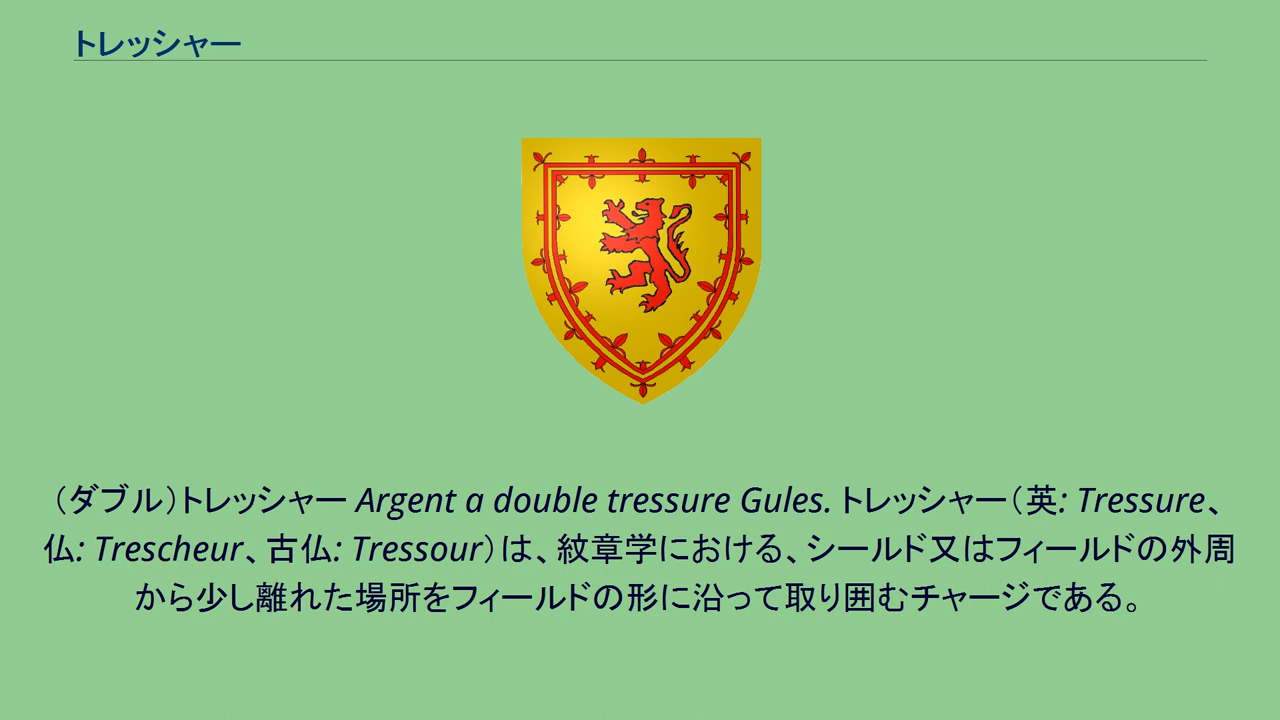 トレッシャー
（ダブル）トレッシャー Argent a double tressure Gules. トレッシャー（英: Tressure、
仏: Trescheur、古仏: Tressour）は、紋章学における、シールド又はフィールドの外周
から少し離れた場所をフィールドの形に沿って取り囲むチャージである。